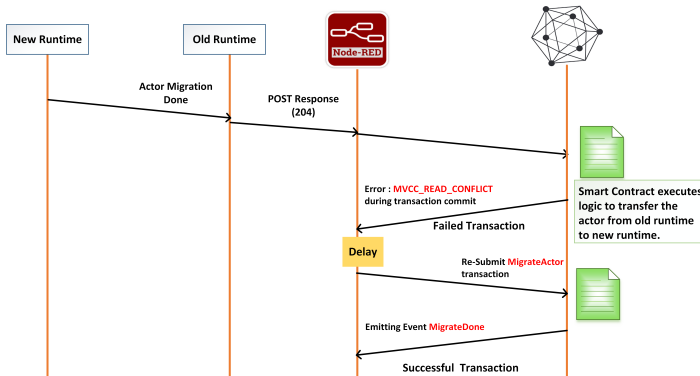 New Runtime
Old Runtime
Node-RED
Actor Migration
Done
POST Response
(204)
Error : MVCC_READ_CONFLICT
during transaction commit
Smart Contract executes
logic to transfer the
actor from old runtime
to new runtime.
Failed Transaction
Delay
Re-Submit MigrateActor
transaction
Emitting Event MigrateDone
Successful Transaction